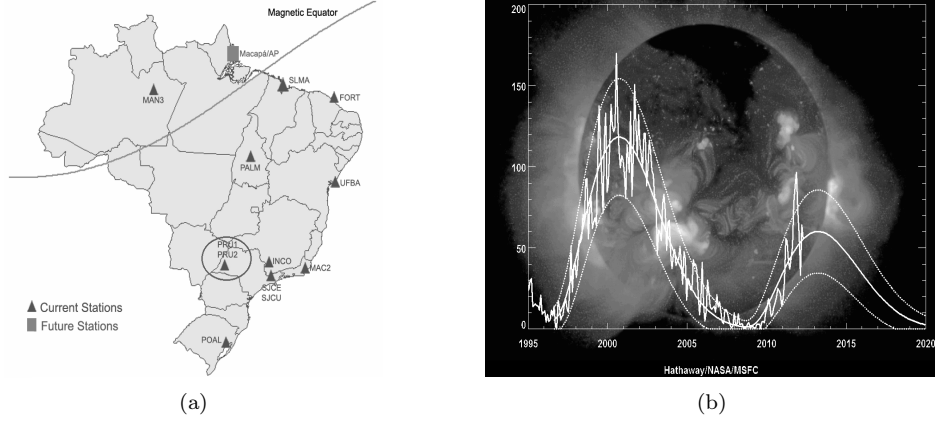 Magnetic Equator
Macapá/AP
SLMA
FORT
MAN3
PALM
UFBA
PRU1
PRU2
INCO
MAC2
SJCE
SJCU
POAL
Current Stations
Future Stations
(a)
200
150
100
50
0
1995 2000 2005 2010 2015 2020
Hathaway/NASA/MSFC
(b)